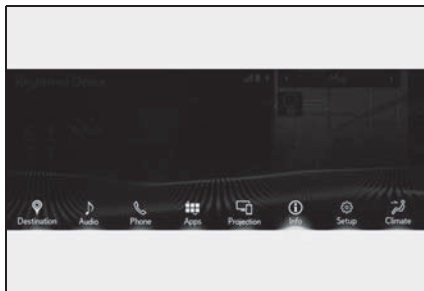 Destination
Audio
Phone
Apps
Projection
Info
Setup
Climate